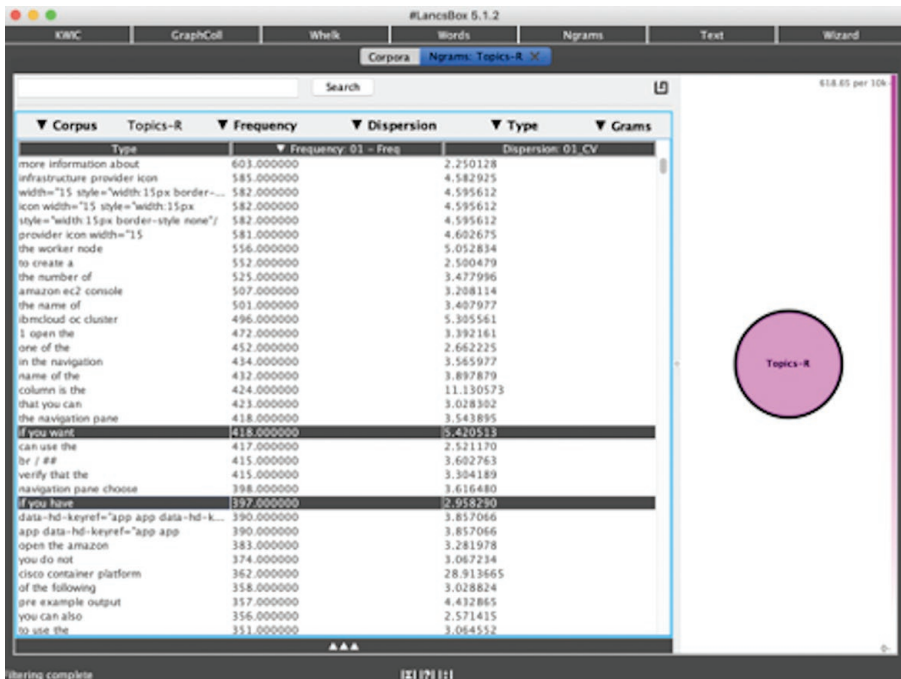 #LancsBox 5.1.2
KWIC GraphColl Whelk Words Ngrams Text Wizard
Corpora Ngrams: Topics-R
Search
618.65 per 10k
▼ Corpus Topics-R ▼ Frequency ▼ Dispersion ▼ Type ▼ Grams
Type ▼ Frequency: 01 - Freq Dispersion: 01_CV
more information about 603.000000 2.250128
infrastructure provider icon 585.000000 4.582925
width="15 style="width:15px border-... 582.000000 4.595612
icon width="15 style="width:15px 582.000000 4.595612
style="width:15px border-style none"/ 582.000000 4.595612
provider icon width="15 581.000000 4.602675
the worker node 556.000000 5.052834
to create a 552.000000 2.500479
the number of 525.000000 3.477996
amazon ec2 console 507.000000 3.208114
the name of 501.000000 3.407977
ibmcloud oc cluster 496.000000 5.305561
1 open the 472.000000 3.392161
one of the 452.000000 2.662225
in the navigation 434.000000 3.565977
name of the 432.000000 3.897879
column is the 424.000000 11.130573
that you can 423.000000 3.028302
the navigation pane 418.000000 3.543895
if you want 418.000000 5.420513
can use the 417.000000 2.521170
br / ## 415.000000 3.602763
verify that the 415.000000 3.304189
navigation pane choose 398.000000 3.616480
if you have 397.000000 2.958290
data-hd-keyref="app app data-hd-k... 390.000000 3.857066
app data-hd-keyref="app app 390.000000 3.857066
open the amazon 383.000000 3.281978
you do not 374.000000 3.067234
cisco container platform 362.000000 28.913665
of the following 358.000000 3.028824
pre example output 357.000000 4.432865
you can also 356.000000 2.571415
to use the 351.000000 3.064552
Topics-R
0-
filtering complete